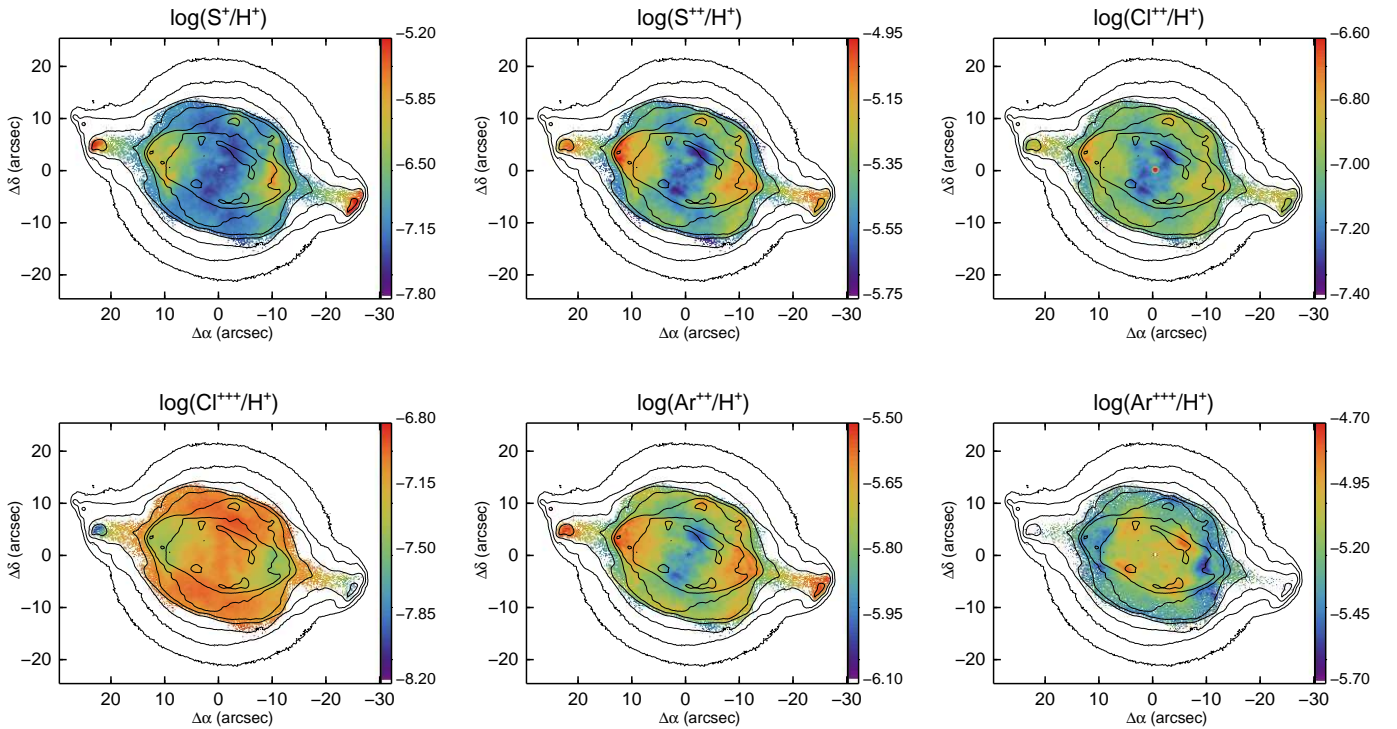 log(S⁺/H⁺) log(S⁺⁺/H⁺) log(Cl⁺⁺/H⁺)
−5.20 −4.95 −6.60
20 20 20
−5.85 −5.15 −6.80
10 10 10
Δδ (arcsec) 0 −6.50 Δδ (arcsec) 0 −5.35 Δδ (arcsec) 0 −7.00
−10 −10 −10
−7.15 −5.55 −7.20
−20 −20 −20
−7.80 −5.75 −7.40
20 10 0 −10 −20 −30 20 10 0 −10 −20 −30 20 10 0 −10 −20 −30
Δα (arcsec) Δα (arcsec) Δα (arcsec)
log(Cl⁺⁺⁺/H⁺) log(Ar⁺⁺/H⁺) log(Ar⁺⁺⁺/H⁺)
−6.80 −5.50 −4.70
20 20 20
−7.15 −5.65 −4.95
10 10 10
Δδ (arcsec) 0 −7.50 Δδ (arcsec) 0 −5.80 Δδ (arcsec) 0 −5.20
−10 −10 −10
−7.85 −5.95 −5.45
−20 −20 −20
−8.20 −6.10 −5.70
20 10 0 −10 −20 −30 20 10 0 −10 −20 −30 20 10 0 −10 −20 −30
Δα (arcsec) Δα (arcsec) Δα (arcsec)